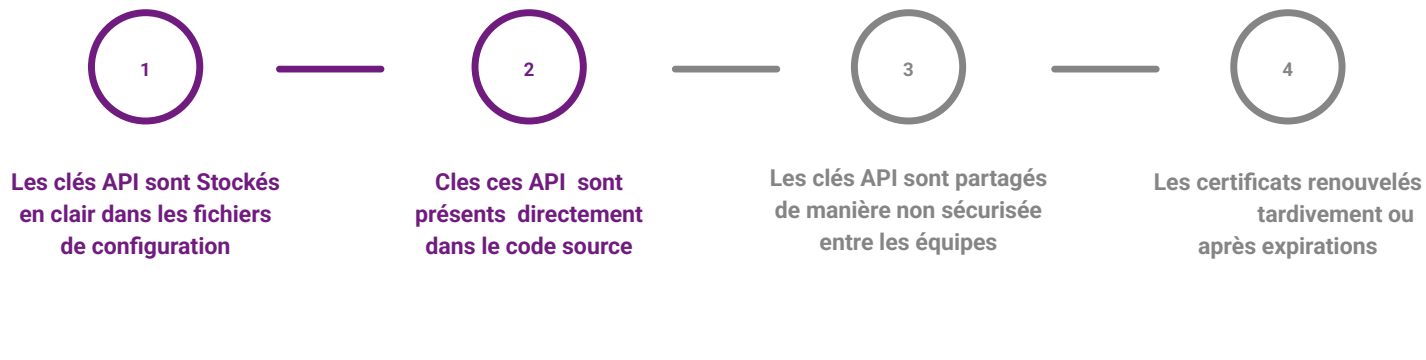 1
2
3
4
Les clés API sont Stockés
en clair dans les fichiers
de configuration
Cles ces API sont
présents directement
dans le code source
Les clés API sont partagés
de manière non sécurisée
entre les équipes
Les certificats renouvelés
tardivement ou
après expirations